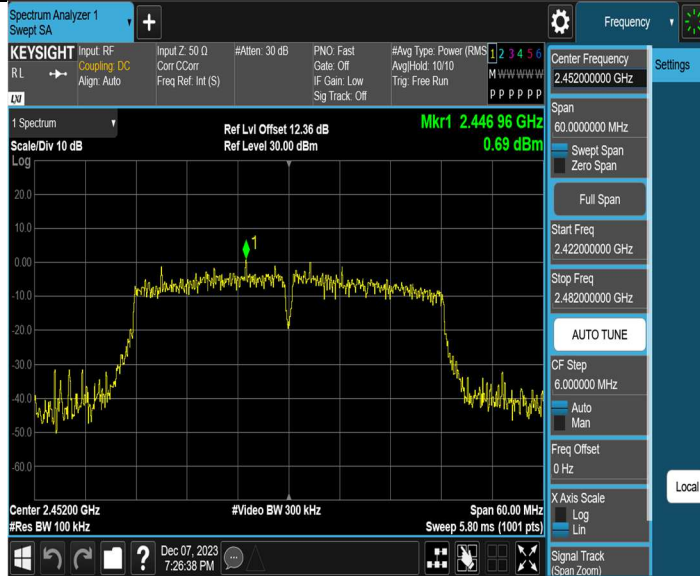 Spectrum Analyzer 1
Swept SA
+
Frequency
KEYSIGHT
RL
LXI
Input: RF
Coupling: DC
Align: Auto
Input Z: 50 Ω
Corr CCorr
Freq Ref: Int (S)
#Atten: 30 dB
PNO: Fast
Gate: Off
IF Gain: Low
Sig Track: Off
#Avg Type: Power (RMS
Avg|Hold: 10/10
Trig: Free Run
1 2 3 4 5 6
M W W W W W
P P P P P P
1 Spectrum
Scale/Div 10 dB
Ref Lvl Offset 12.36 dB
Ref Level 30.00 dBm
Mkr1 2.446 96 GHz
0.69 dBm
Log
20.0
10.0
0.00
-10.0
-20.0
-30.0
-40.0
-50.0
-60.0
1
Center 2.45200 GHz
#Video BW 300 kHz
Span 60.00 MHz
#Res BW 100 kHz
Sweep 5.80 ms (1001 pts)
?
Dec 07, 2023
7:26:38 PM
Center Frequency
2.452000000 GHz
Settings
Span
60.0000000 MHz
Swept Span
Zero Span
Full Span
Start Freq
2.422000000 GHz
Stop Freq
2.482000000 GHz
AUTO TUNE
CF Step
6.000000 MHz
Auto
Man
Freq Offset
0 Hz
Local
X Axis Scale
Log
Lin
Signal Track
(Span Zoom)